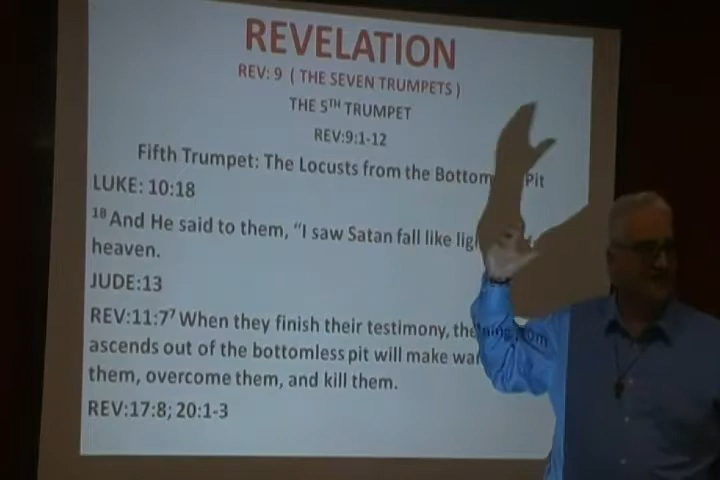 REVELATION
REV: 9 ( THE SEVEN TRUMPETS )
THE 5TH TRUMPET
REV:9:1-12
Fifth Trumpet: The Locusts from the Bottom Pit
LUKE: 10:18
18 And He said to them, “I saw Satan fall like
heaven.
JUDE:13
REV:11:7 7 When they finish their testimony,
ascends out of the bottomless pit will make
them, overcome them, and kill them.
REV:17:8; 20:1-3